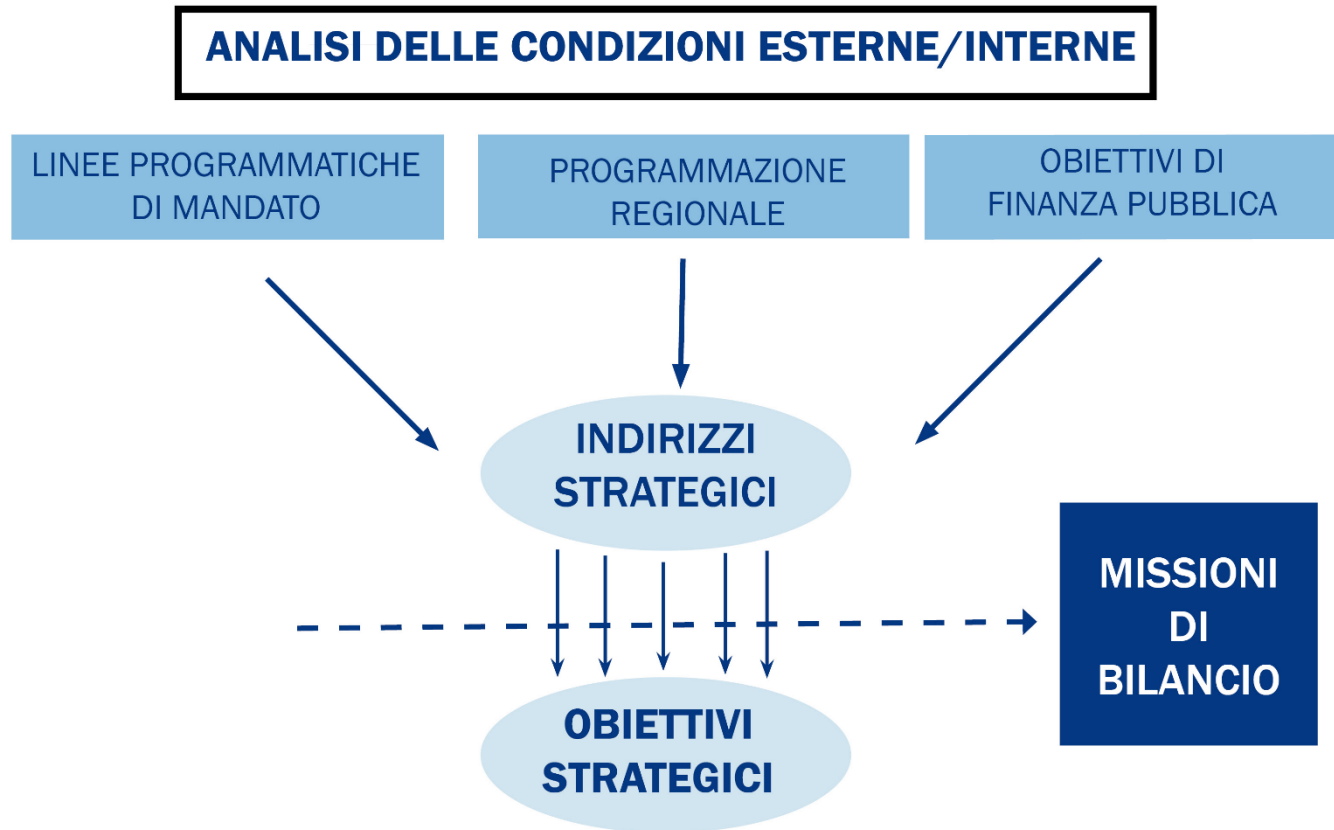 ANALISI DELLE CONDIZIONI ESTERNE/INTERNE
LINEE PROGRAMMATICHE
DI MANDATO
PROGRAMMAZIONE
REGIONALE
OBIETTIVI DI
FINANZA PUBBLICA
INDIRIZZI
STRATEGICI
MISSIONI
DI
BILANCIO
OBIETTIVI
STRATEGICI